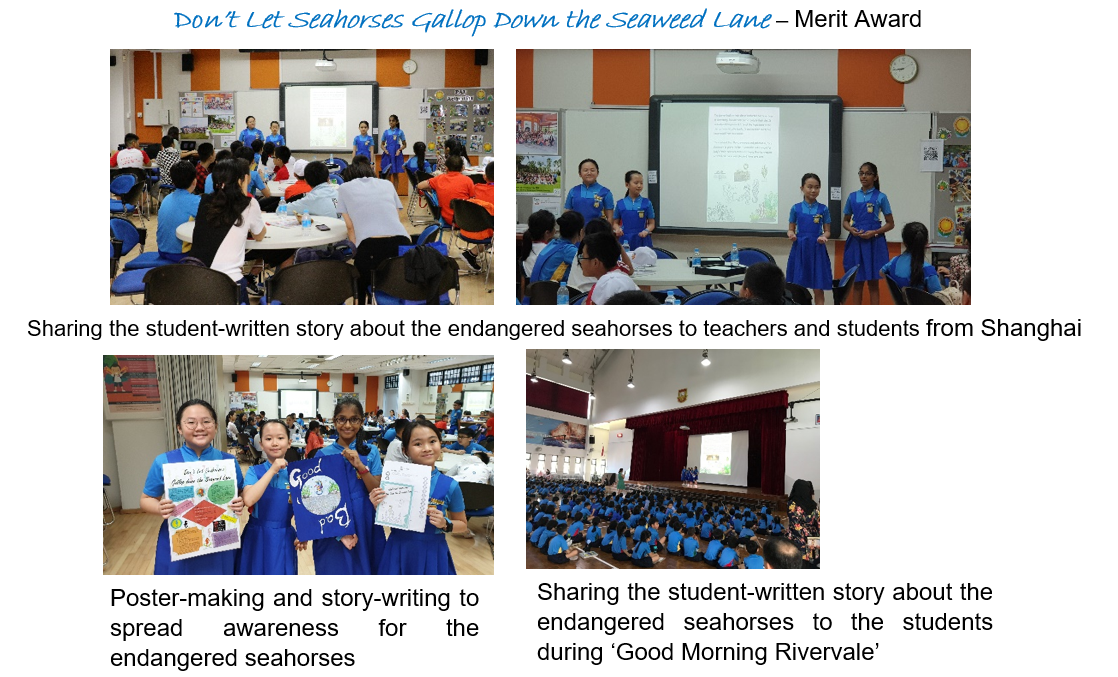 Don't Let Seahorses Gallop Down the Seaweed Lane – Merit Award
Sharing the student-written story about the endangered seahorses to teachers and students from Shanghai
Don't Let Seahorses
Gallop down the Seaweed Lane
Good
Bad
Poster-making and story-writing to
spread awareness for the
endangered seahorses
Sharing the student-written story about the
endangered seahorses to the students
during ‘Good Morning Rivervale’